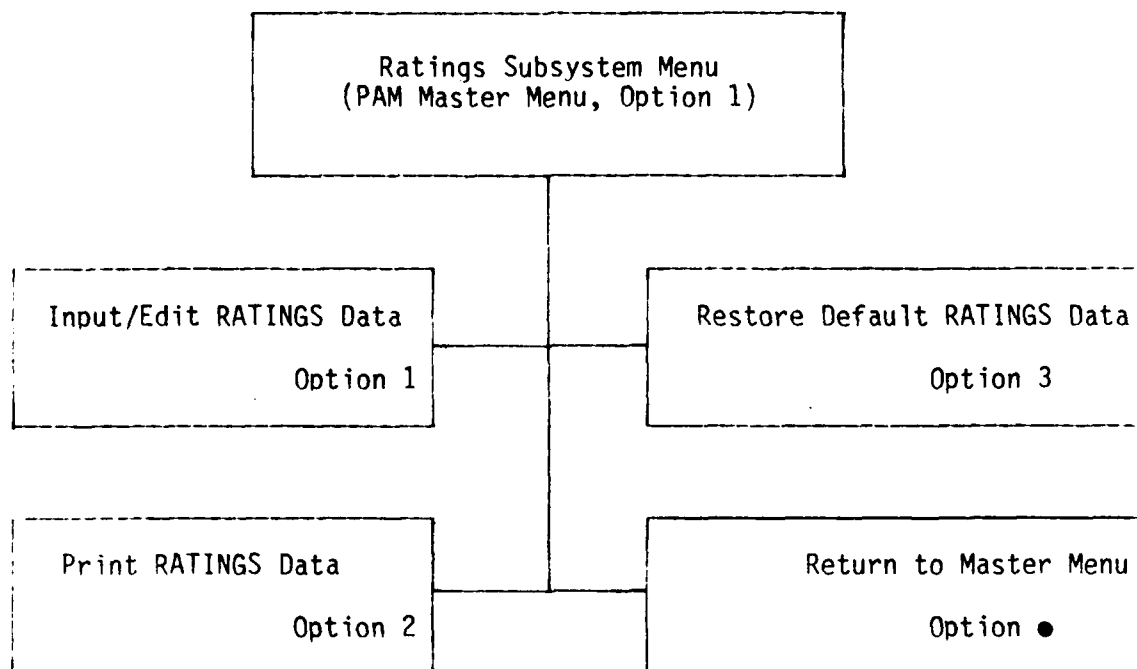 Ratings Subsystem Menu
(PAM Master Menu, Option 1)
Input/Edit RATINGS Data
Option 1
Restore Default RATINGS Data
Option 3
Print RATINGS Data
Option 2
Return to Master Menu
Option ●